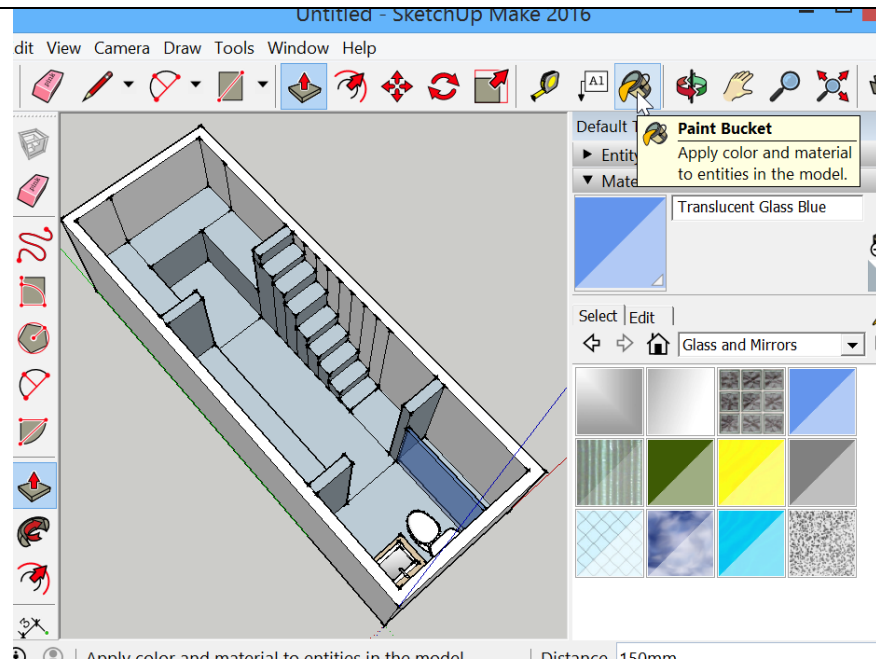 Untitled - SketchUp Make 2016
dit View Camera Draw Tools Window Help
A1
Default T
Paint Bucket
Apply color and material
to entities in the model.
Entity
Mate
Translucent Glass Blue
Select Edit
Glass and Mirrors
Apply color and material to entities in the model. Distance 150mm